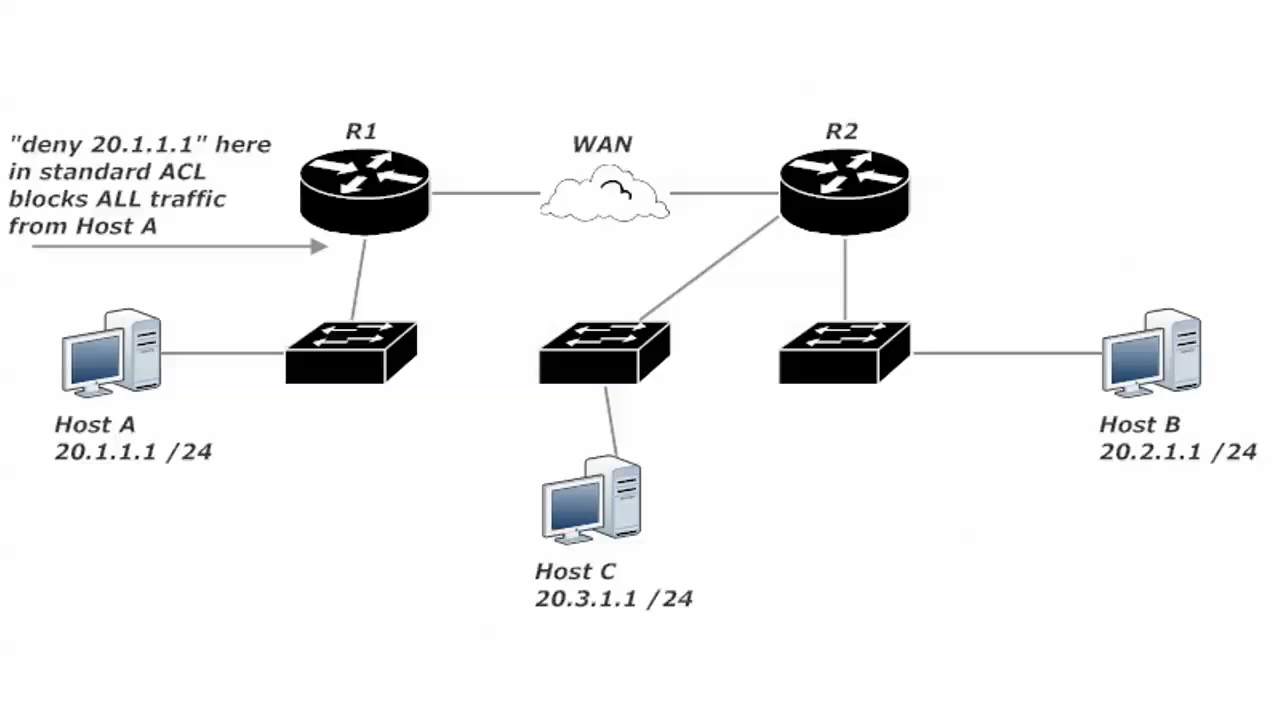 R1
WAN
R2
"deny 20.1.1.1" here
in standard ACL
blocks ALL traffic
from Host A
Host A
20.1.1.1 /24
Host B
20.2.1.1 /24
Host C
20.3.1.1 /24